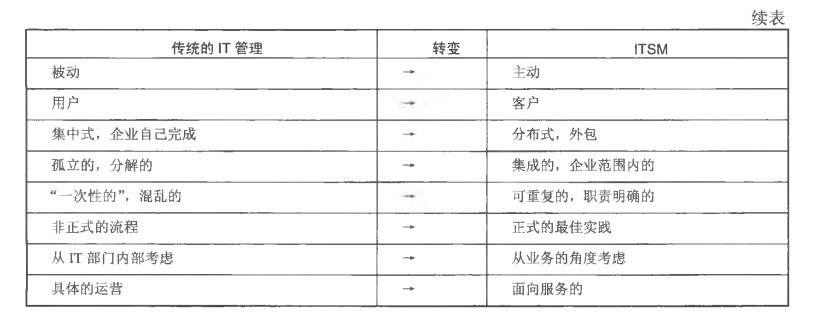 续表
传统的 IT 管理 转变 ITSM
被动 → 主动
用户 → 客户
集中式，企业自己完成 → 分布式，外包
孤立的，分解的 → 集成的，企业范围内的
“一次性的”，混乱的 → 可重复的，职责明确的
非正式的流程 → 正式的最佳实践
从 IT 部门内部考虑 → 从业务的角度考虑
具体的运营 → 面向服务的